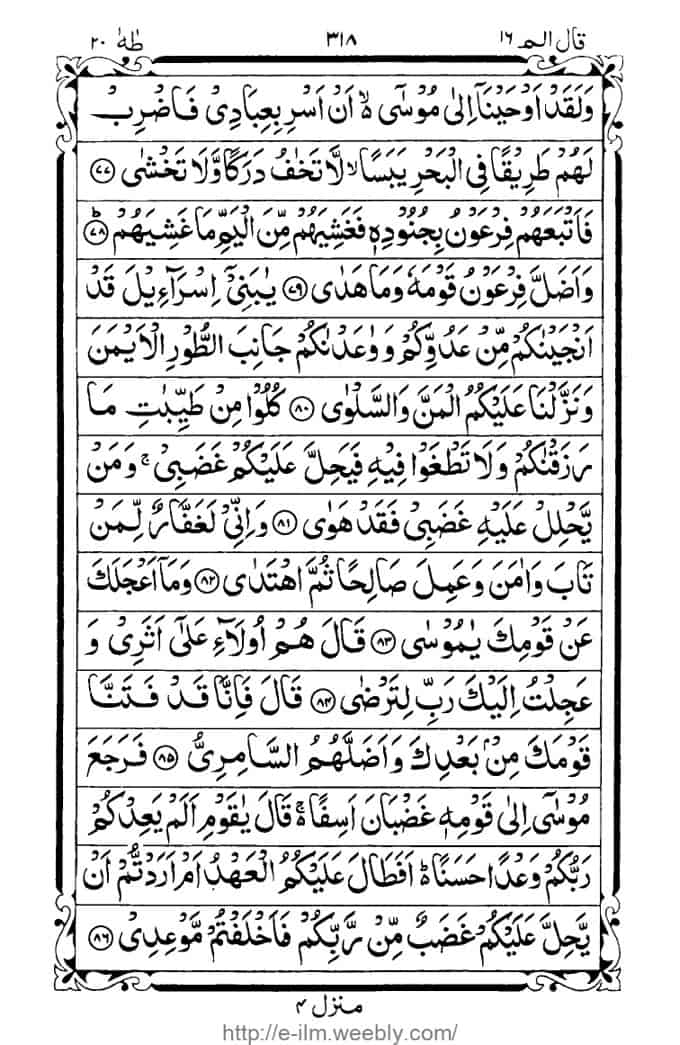 قال الم ١٦ ٣١٨ طٰهٰ ٢٠
وَلَقَدْ اَوْحَيْنَاۤ اِلٰى مُوْسٰۤى ەۙ اَنْ اَسْرِ بِعِبَادِىْ فَاضْرِبْ
لَهُمْ طَرِيْقًا فِى الْبَحْرِ يَبَسًا ۙ لَّا تَخٰفُ دَرَكًا وَّلَا تَخْشٰى ﴿٧٧﴾
فَاَتْبَعَهُمْ فِرْعَوْنُ بِجُنُوْدِهٖ فَغَشِيَهُمْ مِّنَ الْيَمِّ مَا غَشِيَهُمْ ؕ﴿٧٨﴾
وَاَضَلَّ فِرْعَوْنُ قَوْمَهٗ وَمَا هَدٰى ﴿٧٩﴾ يٰبَنِىْۤ اِسْرَآءِيْلَ قَدْ
اَنْجَيْنٰكُمْ مِّنْ عَدُوِّكُمْ وَوٰعَدْنٰكُمْ جَانِبَ الطُّوْرِ الْاَيْمَنَ
وَنَزَّلْنَا عَلَيْكُمُ الْمَنَّ وَالسَّلْوٰى ﴿٨٠﴾ كُلُوْا مِنْ طَيِّبٰتِ مَا
رَزَقْنٰكُمْ وَلَا تَطْغَوْا فِيْهِ فَيَحِلَّ عَلَيْكُمْ غَضَبِىْ ۚ وَمَنْ
يَّحْلِلْ عَلَيْهِ غَضَبِىْ فَقَدْ هَوٰى ﴿٨١﴾ وَاِنِّىْ لَغَفَّارٌ لِّمَنْ
تَابَ وَاٰمَنَ وَعَمِلَ صَالِحًا ثُمَّ اهْتَدٰى ﴿٨٢﴾ وَمَاۤ اَعْجَلَكَ
عَنْ قَوْمِكَ يٰمُوْسٰى ﴿٨٣﴾ قَالَ هُمْ اُولَآءِ عَلٰٓى اَثَرِىْ وَ
عَجِلْتُ اِلَيْكَ رَبِّ لِتَرْضٰى ﴿٨٤﴾ قَالَ فَاِنَّا قَدْ فَتَنَّا
قَوْمَكَ مِنْۢ بَعْدِكَ وَاَضَلَّهُمُ السَّامِرِىُّ ﴿٨٥﴾ فَرَجَعَ
مُوْسٰۤى اِلٰى قَوْمِهٖ غَضْبَانَ اَسِفًا ەۚ قَالَ يٰقَوْمِ اَلَمْ يَعِدْكُمْ
رَبُّكُمْ وَعْدًا حَسَنًا ەؕ اَفَطَالَ عَلَيْكُمُ الْعَهْدُ اَمْ اَرَدْتُّمْ اَنْ
يَّحِلَّ عَلَيْكُمْ غَضَبٌ مِّنْ رَّبِّكُمْ فَاَخْلَفْتُمْ مَّوْعِدِىْ ﴿٨٦﴾
منزل ٤
http://e-ilm.weebly.com/